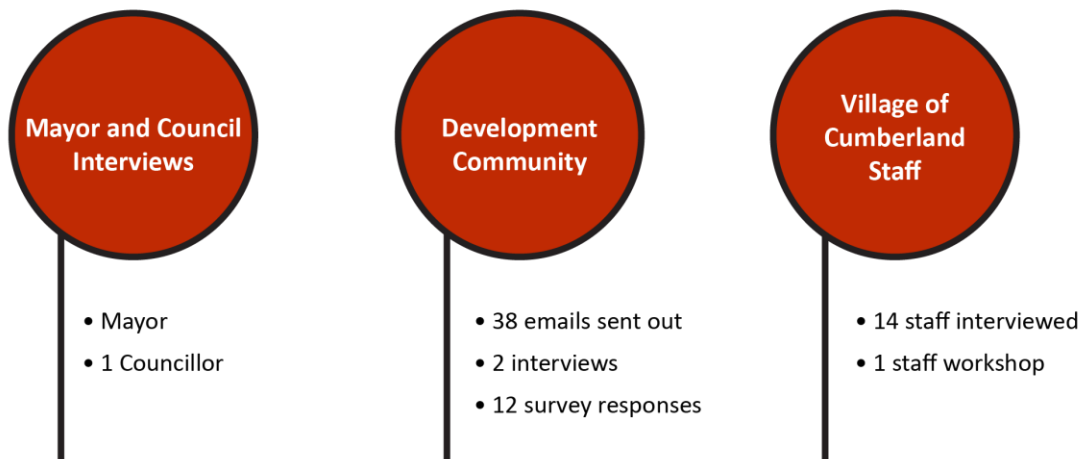 Mayor and Council
Interviews
• Mayor
• 1 Councillor
Development
Community
• 38 emails sent out
• 2 interviews
• 12 survey responses
Village of
Cumberland
Staff
• 14 staff interviewed
• 1 staff workshop